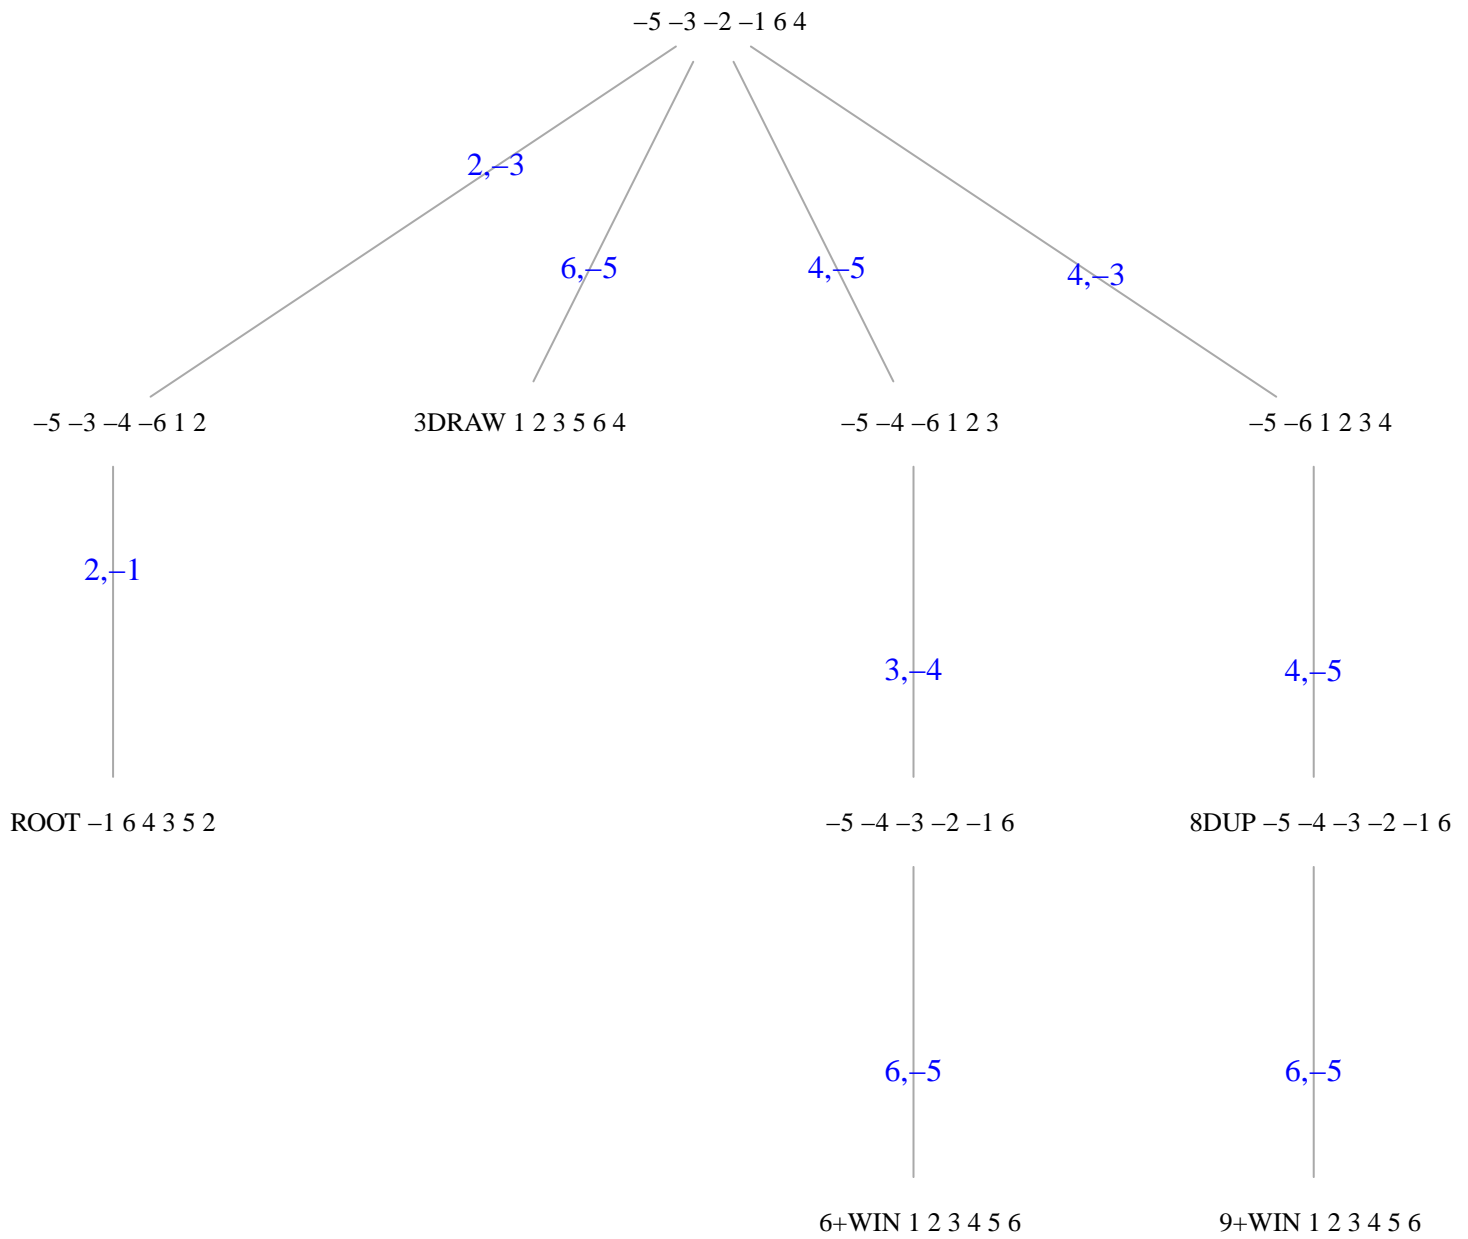 –5 –3 –2 –1 6 4
2,–3
6,–5
4,–5
4,–3
–5 –3 –4 –6 1 2
3DRAW 1 2 3 5 6 4
–5 –4 –6 1 2 3
–5 –6 1 2 3 4
2,–1
3,–4
4,–5
ROOT –1 6 4 3 5 2
–5 –4 –3 –2 –1 6
8DUP –5 –4 –3 –2 –1 6
6,–5
6,–5
6+WIN 1 2 3 4 5 6
9+WIN 1 2 3 4 5 6